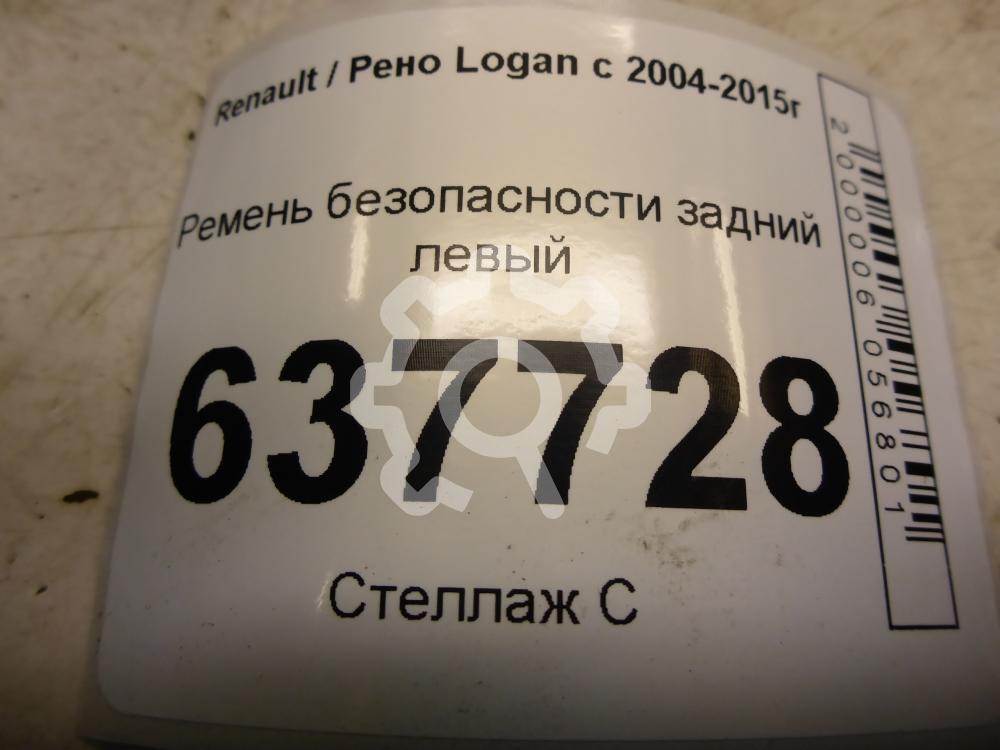 Renault / Рено Logan с 2004-2015г
Ремень безопасности задний
левый
637728
Стеллаж С
2000006056801